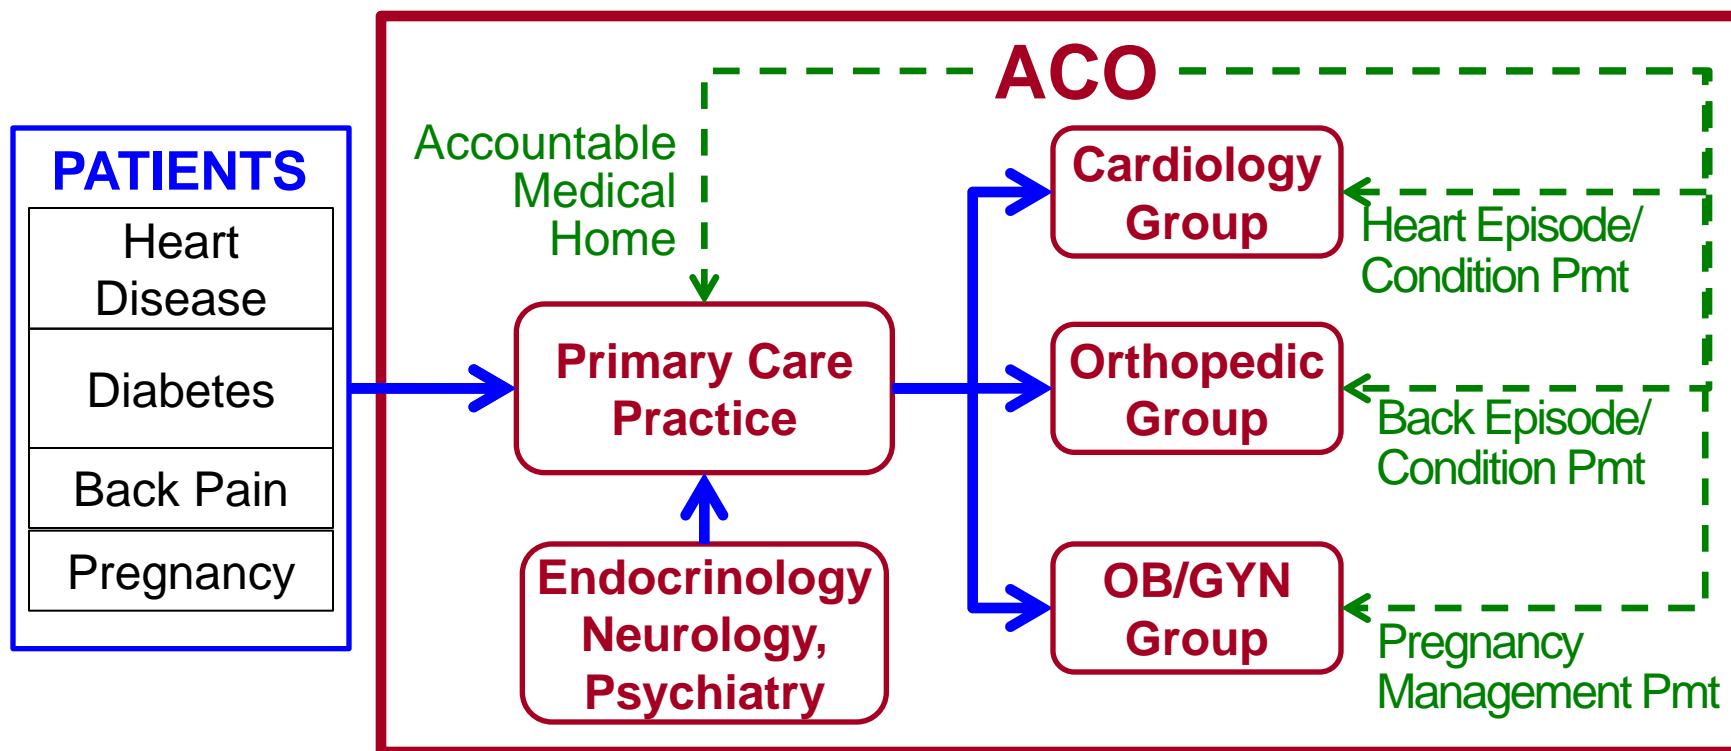 ACO
PATIENTS
Heart
Disease
Diabetes
Back Pain
Pregnancy
Accountable
Medical
Home
Primary Care
Practice
Endocrinology
Neurology,
Psychiatry
Cardiology
Group
Heart Episode/
Condition Pmt
Orthopedic
Group
Back Episode/
Condition Pmt
OB/GYN
Group
Pregnancy
Management Pmt